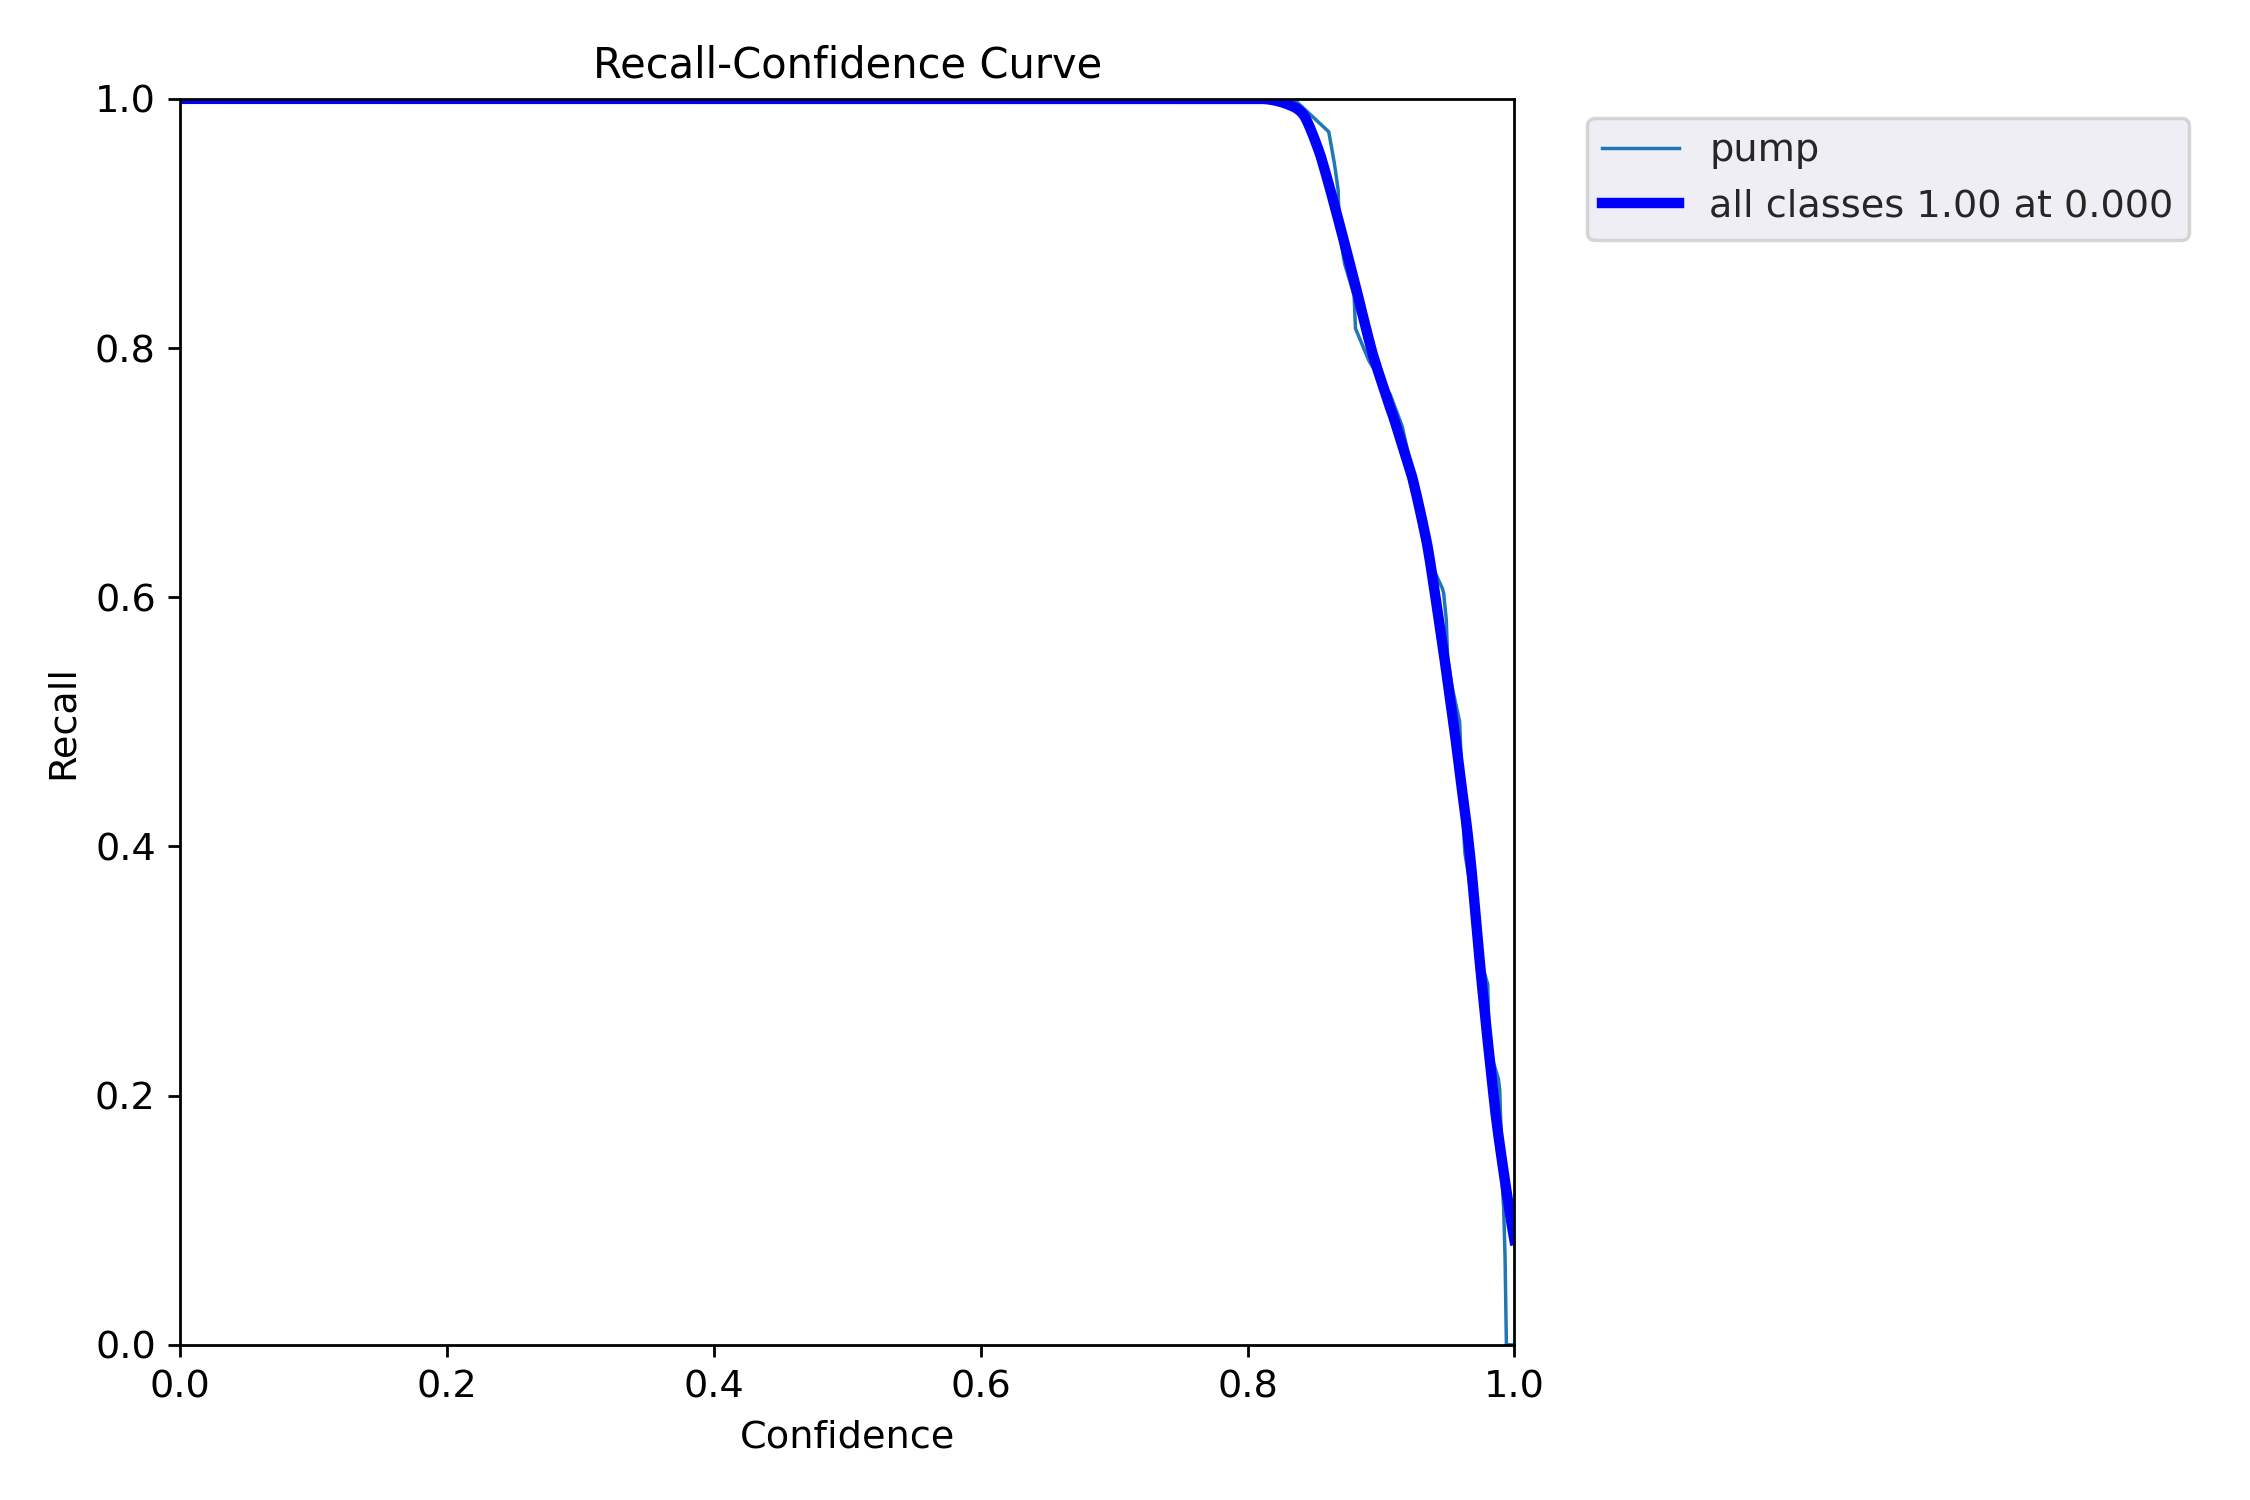 Recall-Confidence Curve
1.0
0.8
0.6
0.4
0.2
0.0
Recall
0.0 0.2 0.4 0.6 0.8 1.0
Confidence
pump
all classes 1.00 at 0.000